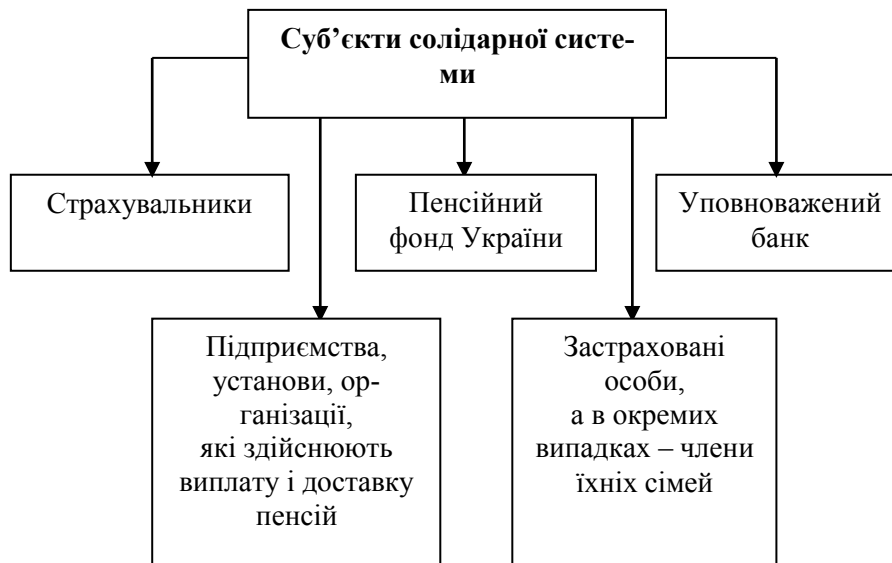 Суб’єкти солідарної систе-
ми
Страхувальники
Пенсійний
фонд України
Уповноважений
банк
Підприємства,
установи, ор-
ганізації,
які здійснюють
виплату і доставку
пенсій
Застраховані
особи,
а в окремих
випадках – члени
їхніх сімей